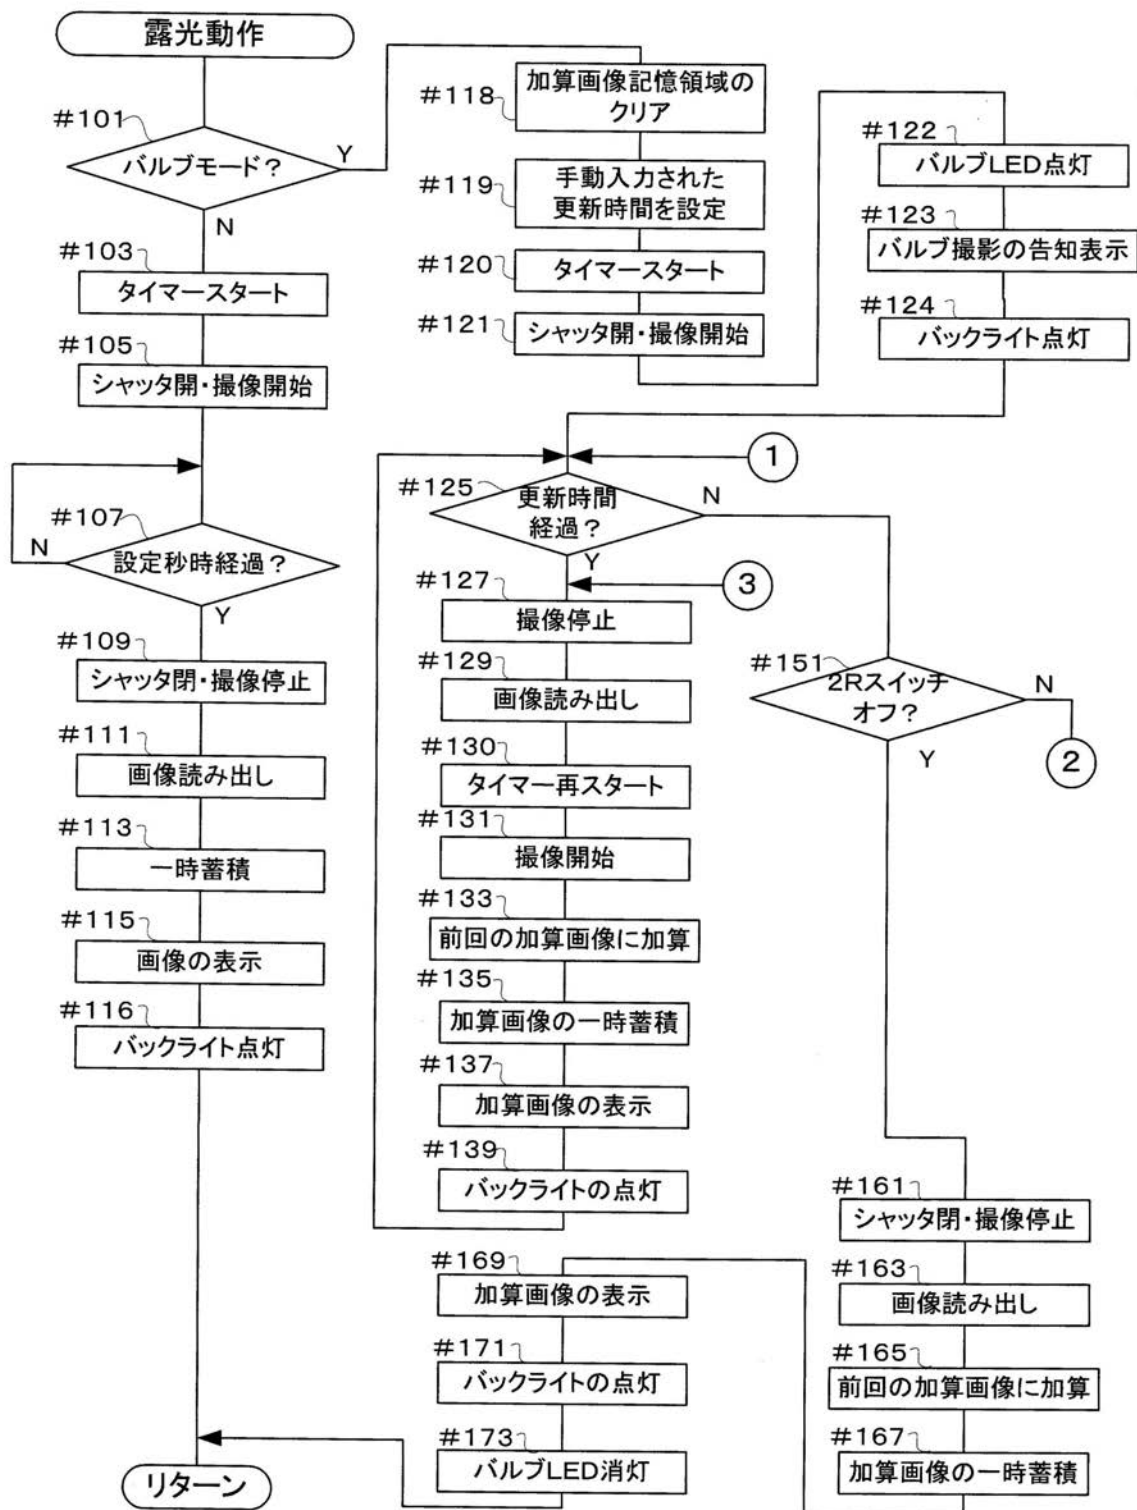 露光動作
#101
バルブモード?
Y
N
#103
タイマースタート
#105
シャッタ開・撮像開始
#107
設定秒時経過?
N
Y
#109
シャッタ閉・撮像停止
#111
画像読み出し
#113
一時蓄積
#115
画像の表示
#116
バックライト点灯
リターン
#118
加算画像記憶領域の
クリア
#119
手動入力された
更新時間を設定
#120
タイマースタート
#121
シャッタ開・撮像開始
#122
バルブLED点灯
#123
バルブ撮影の告知表示
#124
バックライト点灯
1
#125
更新時間
経過?
N
Y
3
#127
撮像停止
#129
画像読み出し
#130
タイマー再スタート
#131
撮像開始
#133
前回の加算画像に加算
#135
加算画像の一時蓄積
#137
加算画像の表示
#139
バックライトの点灯
#151
2Rスイッチ
オフ?
N
Y
2
#161
シャッタ閉・撮像停止
#163
画像読み出し
#165
前回の加算画像に加算
#167
加算画像の一時蓄積
#169
加算画像の表示
#171
バックライトの点灯
#173
バルブLED消灯